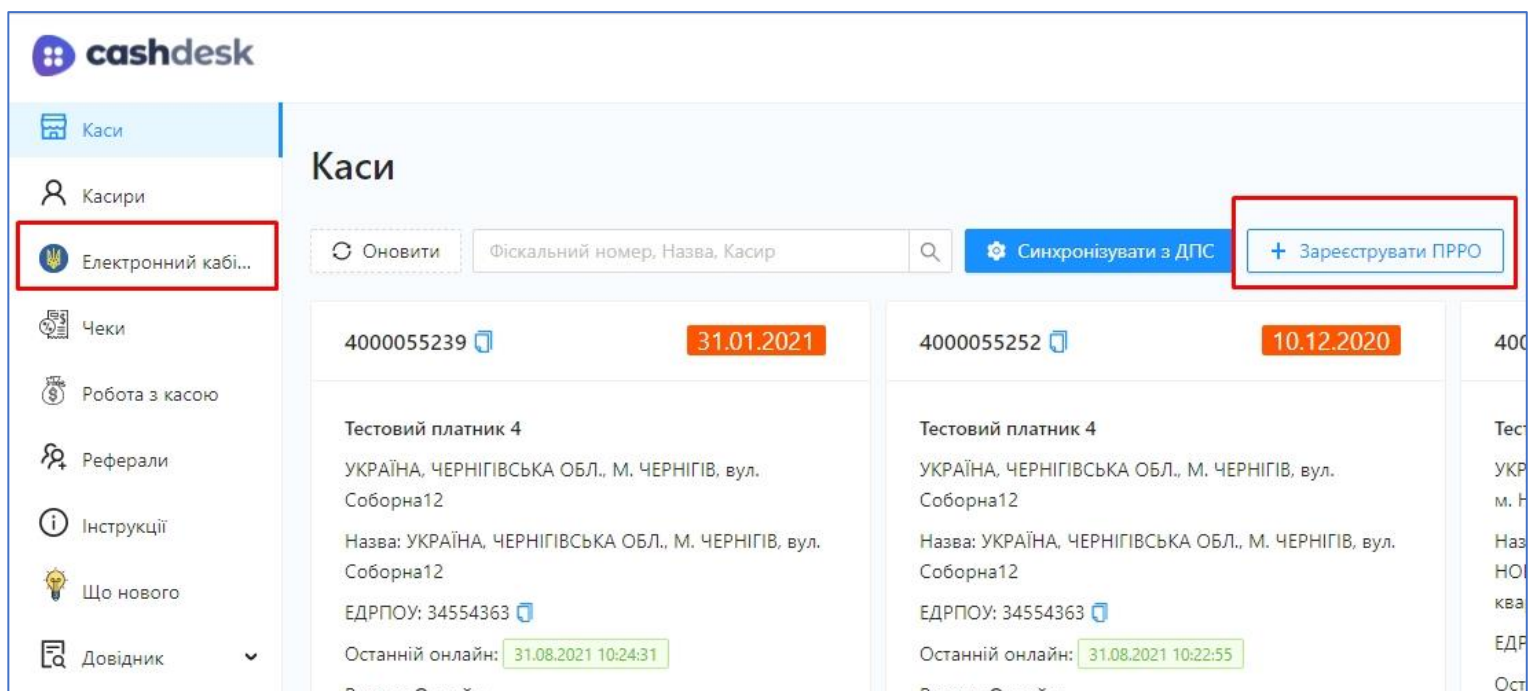 cashdesk
Каси
Касири
Електронний кабі...
Чеки
Робота з касою
Реферали
Інструкції
Що нового
Довідник
Каси
Оновити
Фіскальний номер, Назва, Касир
Синхронізувати з ДПС
+ Зареєструвати ПРРО
4000055239
31.01.2021
Тестовий платник 4
УКРАЇНА, ЧЕРНІГІВСЬКА ОБЛ., М. ЧЕРНІГІВ, вул.
Соборна12
Назва: УКРАЇНА, ЧЕРНІГІВСЬКА ОБЛ., М. ЧЕРНІГІВ, вул.
Соборна12
ЕДРПОУ: 34554363
Останній онлайн: 31.08.2021 10:24:31
4000055252
10.12.2020
Тестовий платник 4
УКРАЇНА, ЧЕРНІГІВСЬКА ОБЛ., М. ЧЕРНІГІВ, вул.
Соборна12
Назва: УКРАЇНА, ЧЕРНІГІВСЬКА ОБЛ., М. ЧЕРНІГІВ, вул.
Соборна12
ЕДРПОУ: 34554363
Останній онлайн: 31.08.2021 10:22:55